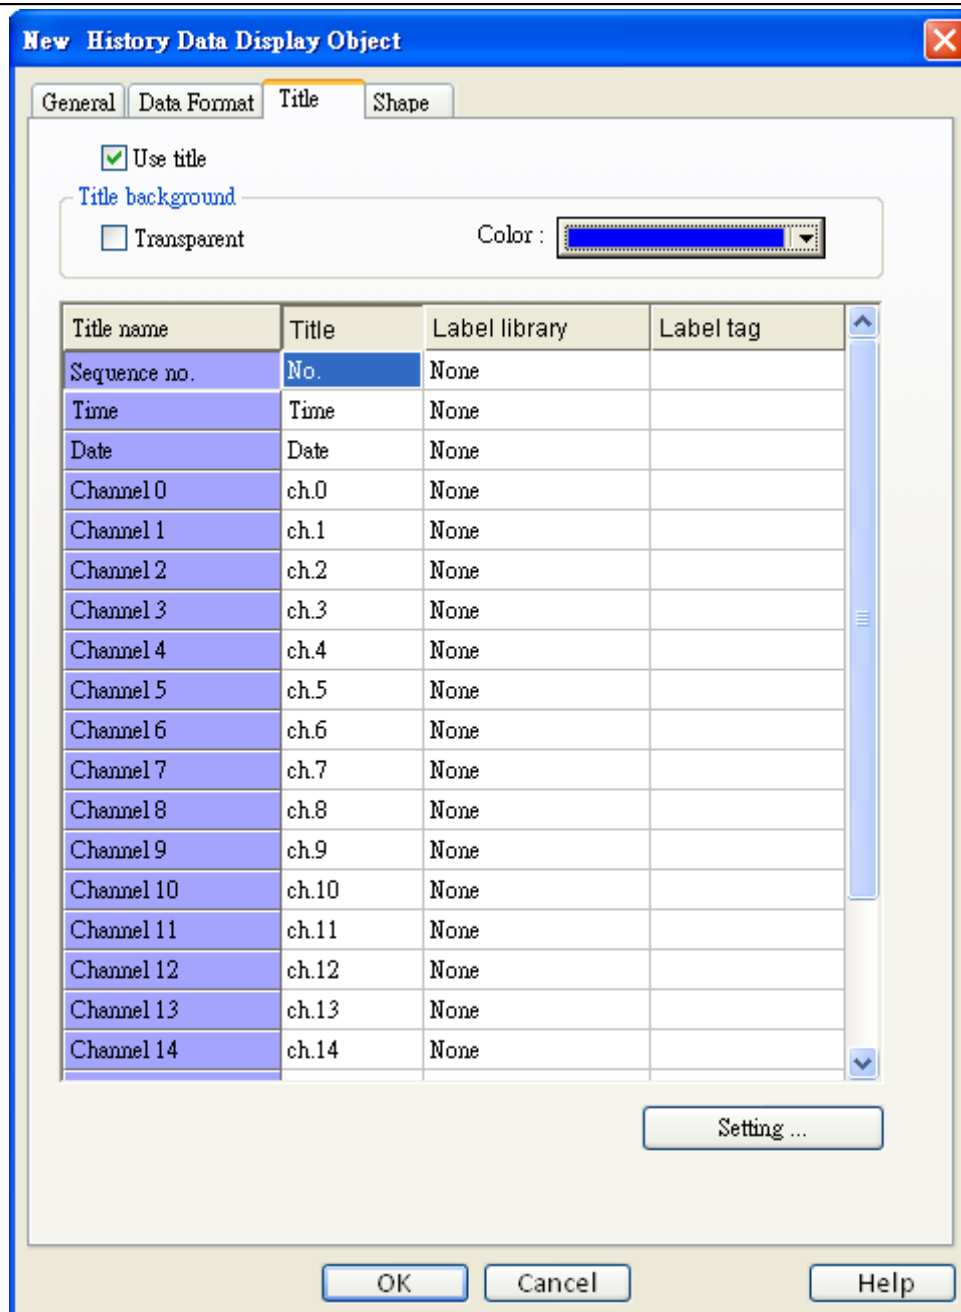 New History Data Display Object
General Data Format Title Shape
Use title
Title background
Transparent Color :
Title name Title Label library Label tag
Sequence no. No. None
Time Time None
Date Date None
Channel 0 ch.0 None
Channel 1 ch.1 None
Channel 2 ch.2 None
Channel 3 ch.3 None
Channel 4 ch.4 None
Channel 5 ch.5 None
Channel 6 ch.6 None
Channel 7 ch.7 None
Channel 8 ch.8 None
Channel 9 ch.9 None
Channel 10 ch.10 None
Channel 11 ch.11 None
Channel 12 ch.12 None
Channel 13 ch.13 None
Channel 14 ch.14 None
Setting ...
OK Cancel Help